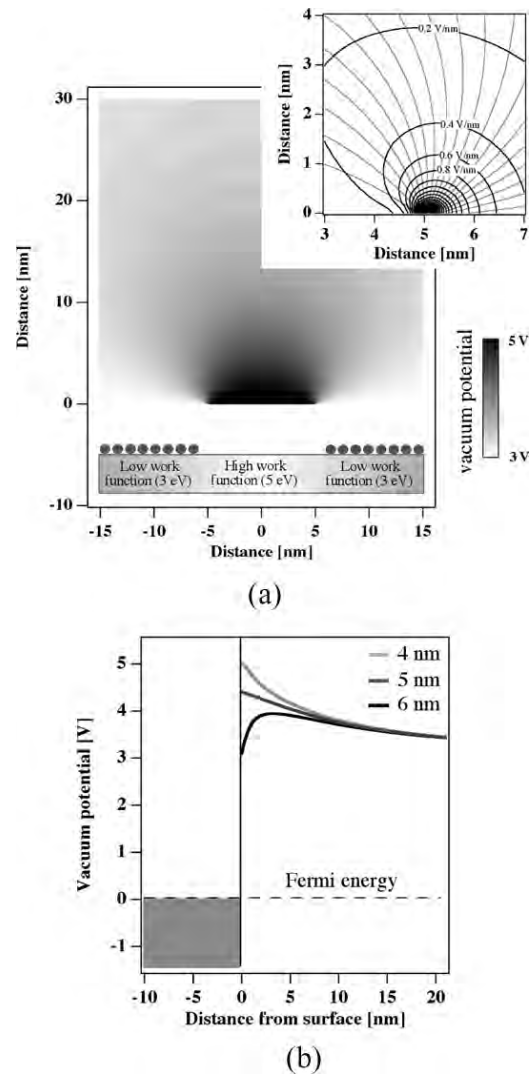 4
3
2
1
0
Distance [nm]
0.2 V/nm
0.4 V/nm
0.6 V/nm
0.8 V/nm
3 4 5 6 7
Distance [nm]
30
20
10
0
-10
Distance [nm]
Low work
function (3 eV)
High work
function (5 eV)
Low work
function (3 eV)
-15 -10 -5 0 5 10 15
Distance [nm]
vacuum potential
5 V
3 V
(a)
5
4
3
2
1
0
-1
Vacuum potential [V]
4 nm
5 nm
6 nm
Fermi energy
-10 -5 0 5 10 15 20
Distance from surface [nm]
(b)